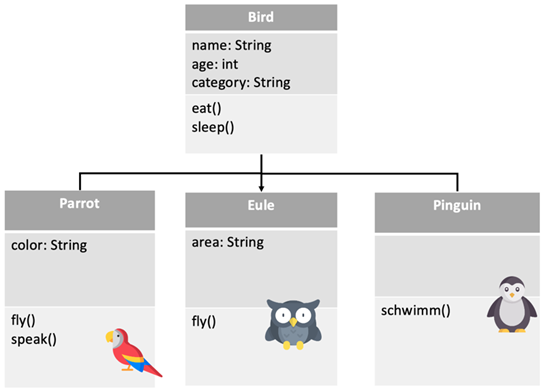 Bird
name: String
age: int
category: String
eat()
sleep()
Parrot
color: String
fly()
speak()
Eule
area: String
fly()
Pinguin
schwimm()